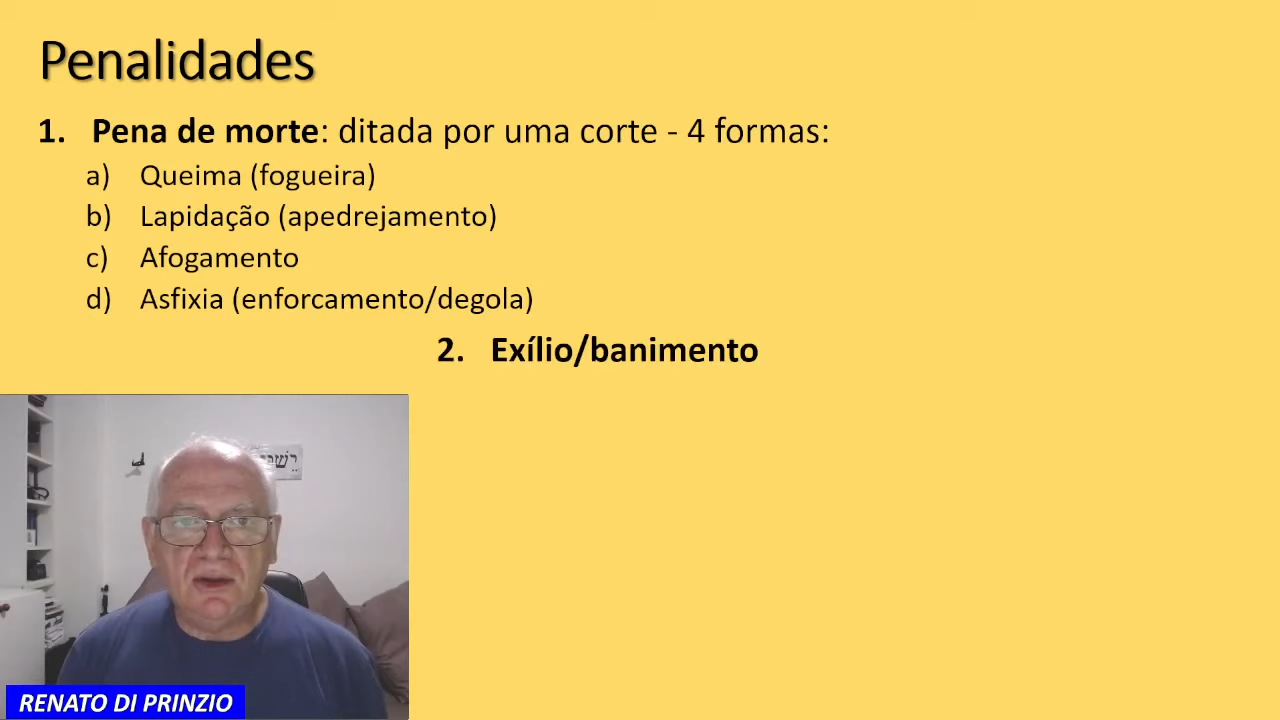 Penalidades
1. Pena de morte: ditada por uma corte - 4 formas:
a) Queima (fogueira)
b) Lapidação (apedrejamento)
c) Afogamento
d) Asfixia (enforcamento/degola)
2. Exílio/banimento
RENATO DI PRINZIO